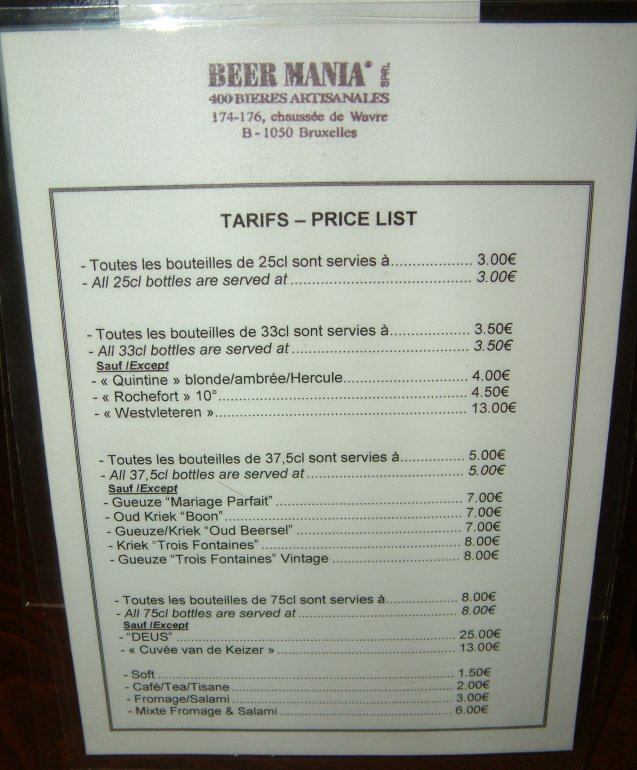 BEER MANIA® SPRL
400 BIERES ARTISANALES
174-176, chaussée de Wavre
B - 1050 Bruxelles
TARIFS – PRICE LIST
- Toutes les bouteilles de 25cl sont servies à................... 3.00€
- All 25cl bottles are served at.......................................... 3.00€
- Toutes les bouteilles de 33cl sont servies à................... 3.50€
- All 33cl bottles are served at.......................................... 3.50€
Sauf /Except
- « Quintine » blonde/ambrée/Hercule............................. 4.00€
- « Rochefort » 10°........................................................... 4.50€
- « Westvleteren »............................................................ 13.00€
- Toutes les bouteilles de 37,5cl sont servies à............... 5.00€
- All 37,5cl bottles are served at...................................... 5.00€
Sauf /Except
- Gueuze “Mariage Parfait”.............................................. 7.00€
- Oud Kriek “Boon”........................................................... 7.00€
- Gueuze/Kriek “Oud Beersel”......................................... 7.00€
- Kriek “Trois Fontaines”.................................................. 8.00€
- Gueuze “Trois Fontaines” Vintage................................ 8.00€
- Toutes les bouteilles de 75cl sont servies à.................. 8.00€
- All 75cl bottles are served at......................................... 8.00€
Sauf /Except
- “DEUS”.......................................................................... 25.00€
- « Cuvée van de Keizer »............................................... 13.00€
- Soft................................................................................ 1.50€
- Café/Tea/Tisane............................................................ 2.00€
- Fromage/Salami............................................................ 3.00€
- Mixte Fromage & Salami............................................... 6.00€